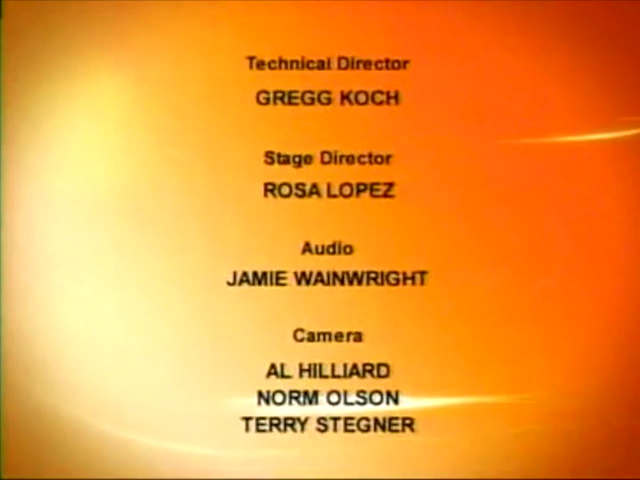 Technical Director
GREGG KOCH
Stage Director
ROSA LOPEZ
Audio
JAMIE WAINWRIGHT
Camera
AL HILLIARD
NORM OLSON
TERRY STEGNER